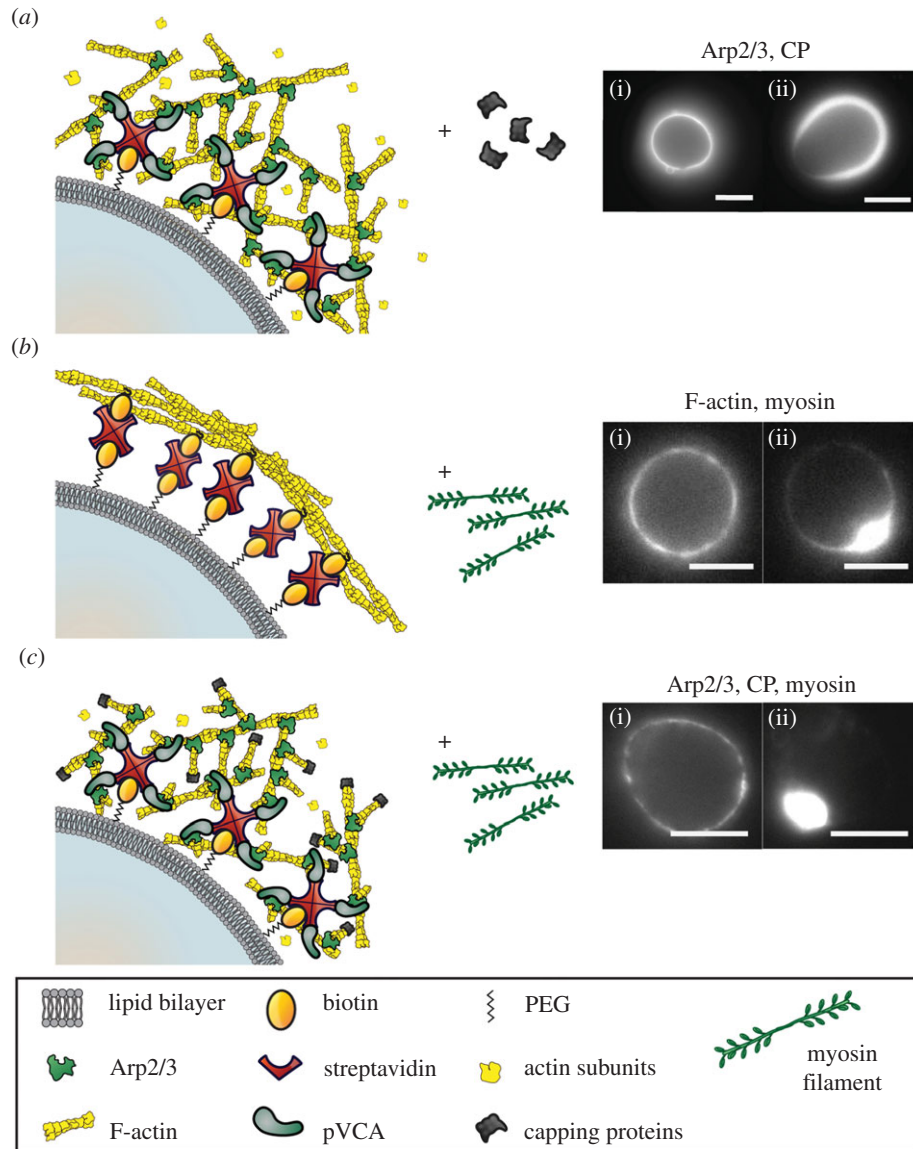 (a)
Arp2/3, CP
(i)
(ii)
+
(b)
F-actin, myosin
(i)
(ii)
+
(c)
Arp2/3, CP, myosin
(i)
(ii)
+
lipid bilayer
biotin
PEG
Arp2/3
streptavidin
actin subunits
myosin
filament
F-actin
pVCA
capping proteins